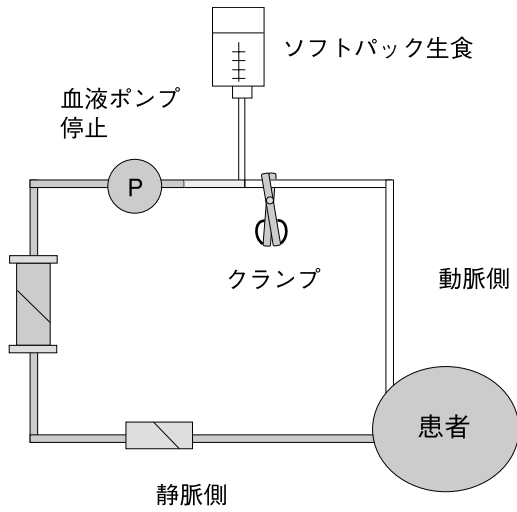 ソフトパック生食
血液ポンプ
停止
P
クランプ
動脈側
患者
静脈側